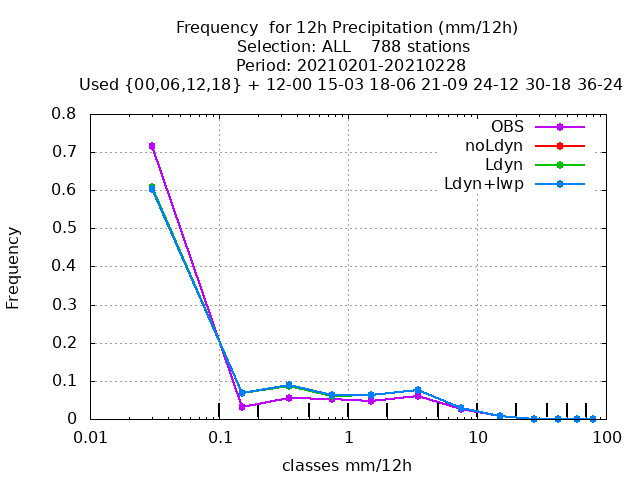 Frequency  for 12h Precipitation (mm/12h)
Selection: ALL    788 stations
Period: 20210201-20210228
Used {00,06,12,18} + 12-00 15-03 18-06 21-09 24-12 30-18 36-24
OBS
noLdyn
Ldyn
Ldyn+lwp
Frequency
0.8
0.7
0.6
0.5
0.4
0.3
0.2
0.1
0
0.01 0.1 1 10 100
classes mm/12h